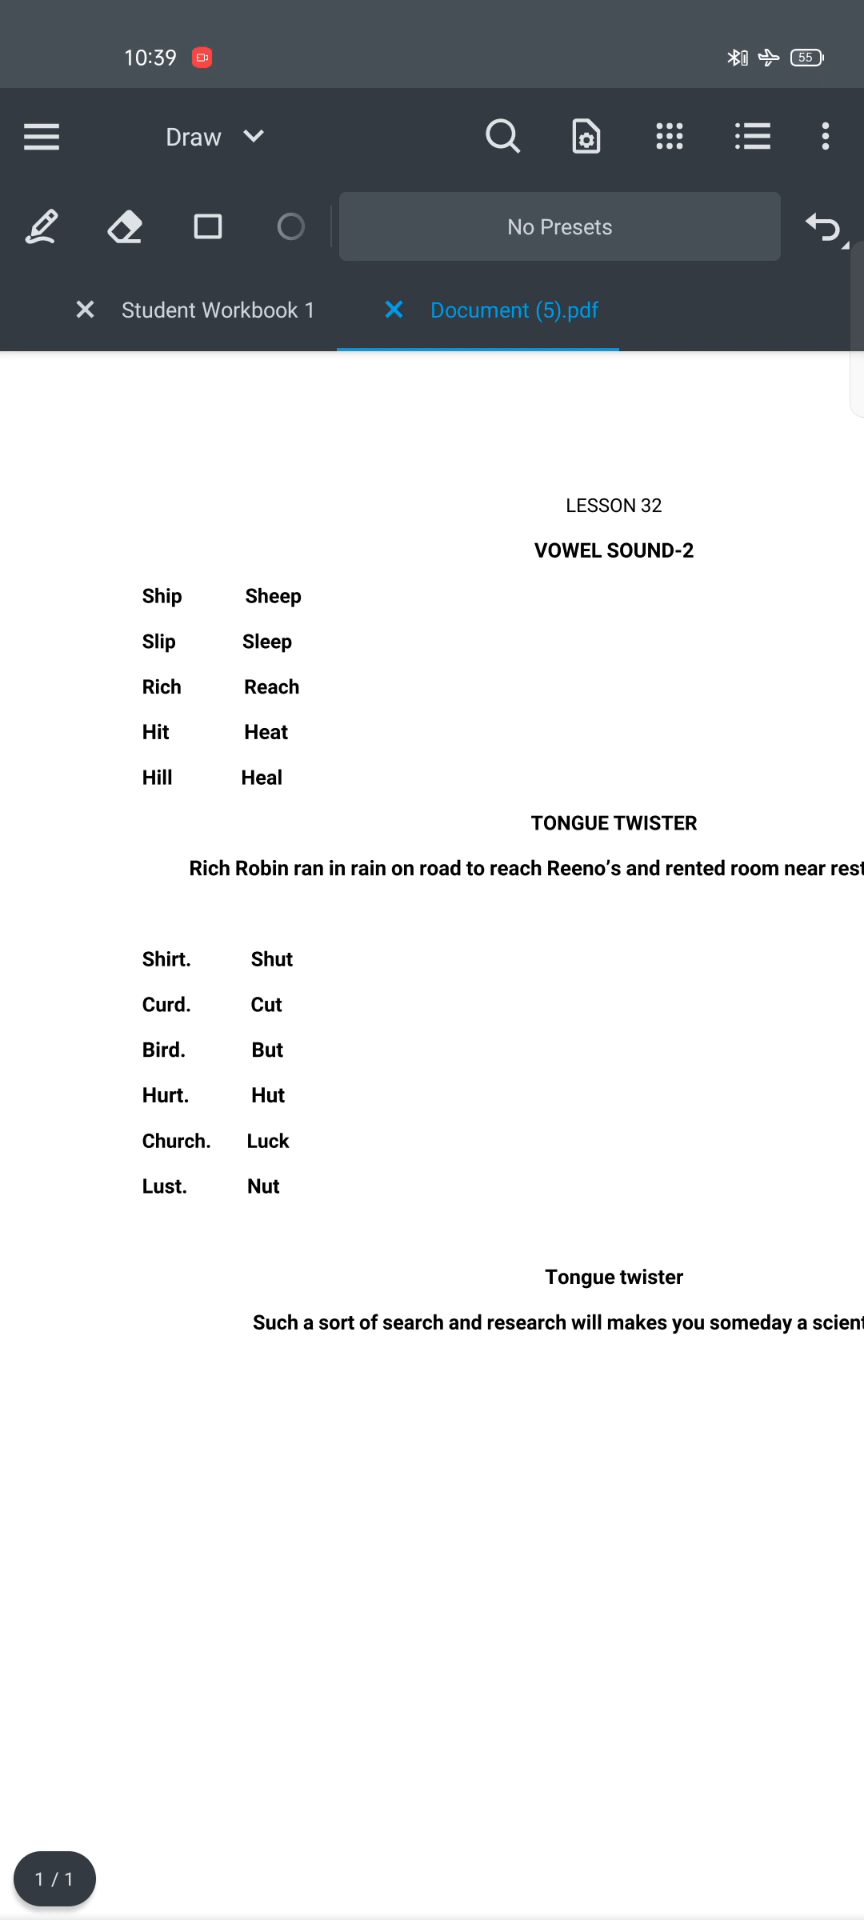 10:39 55
Draw
No Presets
Student Workbook 1 Document (5).pdf
LESSON 32
VOWEL SOUND-2
Ship Sheep
Slip Sleep
Rich Reach
Hit Heat
Hill Heal
TONGUE TWISTER
Rich Robin ran in rain on road to reach Reeno’s and rented room near
Shirt. Shut
Curd. Cut
Bird. But
Hurt. Hut
Church. Luck
Lust. Nut
Tongue twister
Such a sort of search and research will makes you someday a
1 / 1